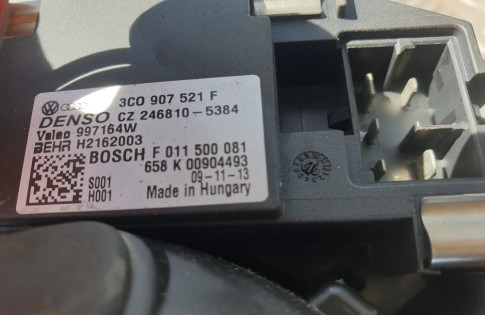 3C0 907 521 F
DENSO CZ 246810-5384
Valeo 997164W
BEHR H2162003
BOSCH F 011 500 081
658 K 00904493
S001 09-11-13
H001 Made in Hungary